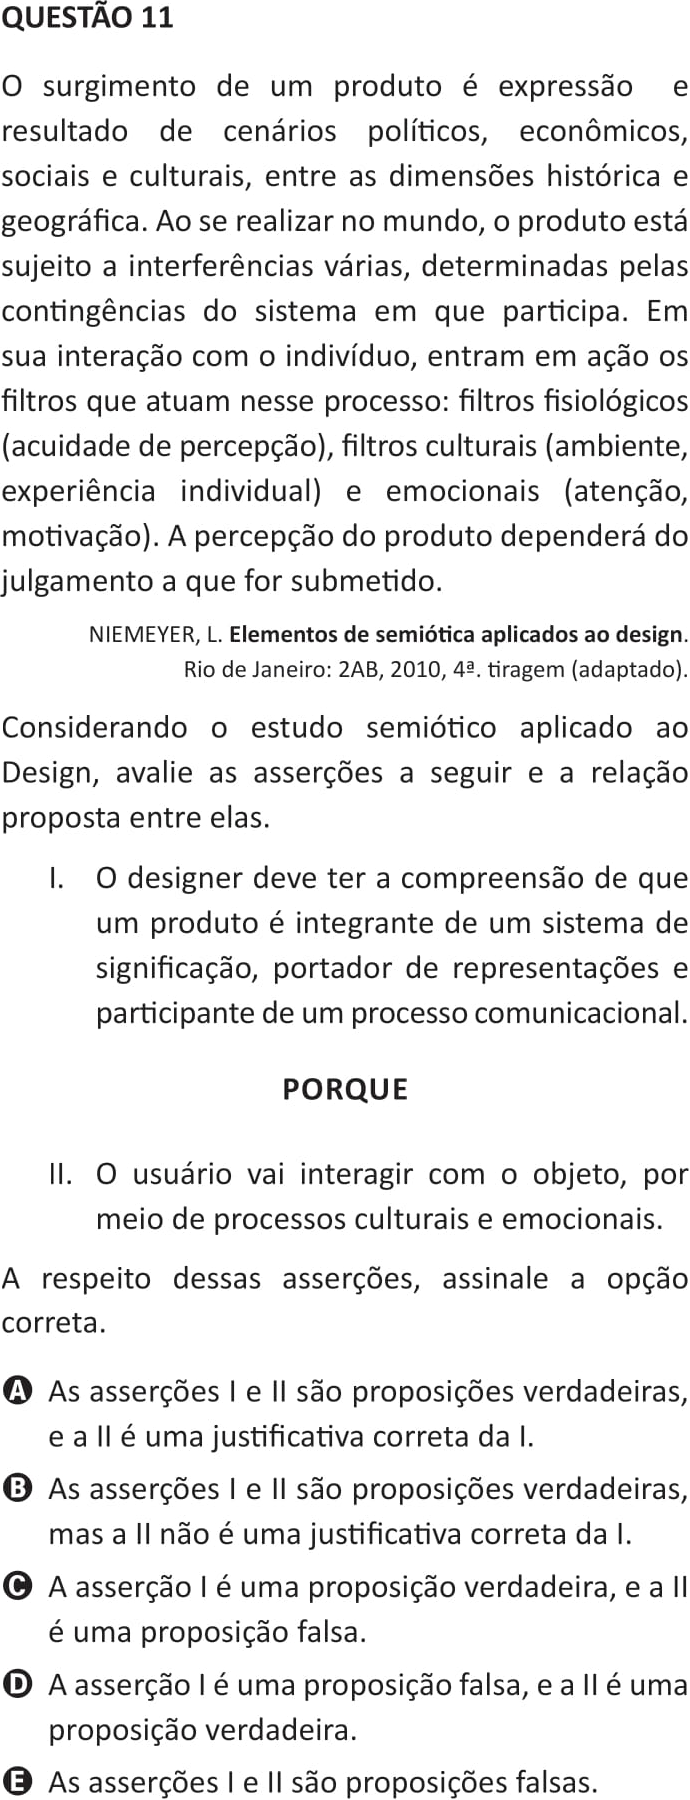 QUESTÃO 11
O surgimento de um produto é expressão e
resultado de cenários políticos, econômicos,
sociais e culturais, entre as dimensões histórica e
geográfica. Ao se realizar no mundo, o produto está
sujeito a interferências várias, determinadas pelas
contingências do sistema em que participa. Em
sua interação com o indivíduo, entram em ação os
filtros que atuam nesse processo: filtros fisiológicos
(acuidade de percepção), filtros culturais (ambiente,
experiência individual) e emocionais (atenção,
motivação). A percepção do produto dependerá do
julgamento a que for submetido.
NIEMEYER, L. Elementos de semiótica aplicados ao design.
Rio de Janeiro: 2AB, 2010, 4ª. tiragem (adaptado).
Considerando o estudo semiótico aplicado ao
Design, avalie as asserções a seguir e a relação
proposta entre elas.
I. O designer deve ter a compreensão de que
um produto é integrante de um sistema de
significação, portador de representações e
participante de um processo comunicacional.
PORQUE
II. O usuário vai interagir com o objeto, por
meio de processos culturais e emocionais.
A respeito dessas asserções, assinale a opção
correta.
A As asserções I e II são proposições verdadeiras,
e a II é uma justificativa correta da I.
B As asserções I e II são proposições verdadeiras,
mas a II não é uma justificativa correta da I.
C A asserção I é uma proposição verdadeira, e a II
é uma proposição falsa.
D A asserção I é uma proposição falsa, e a II é uma
proposição verdadeira.
E As asserções I e II são proposições falsas.